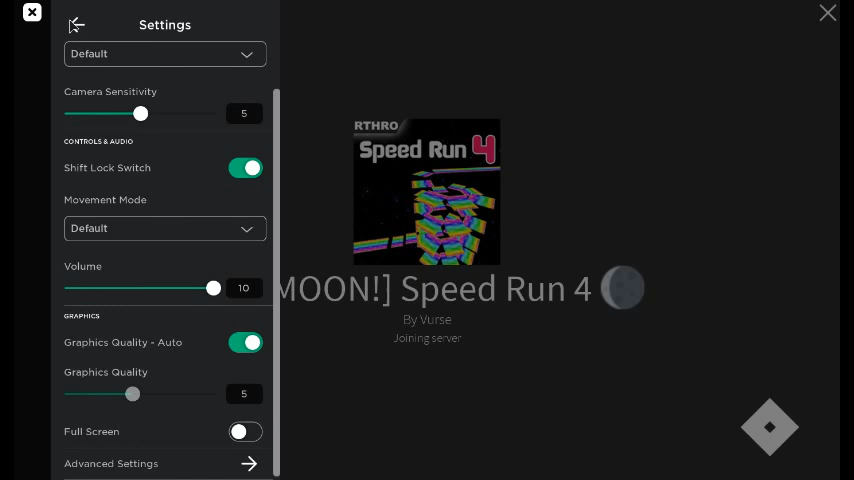 Settings
Default
Camera Sensitivity
5
CONTROLS & AUDIO
Shift Lock Switch
Movement Mode
Default
Volume
10
GRAPHICS
Graphics Quality - Auto
Graphics Quality
5
Full Screen
Advanced Settings
RTHRO
Speed Run 4
MOON!] Speed Run 4
By Vurse
Joining server